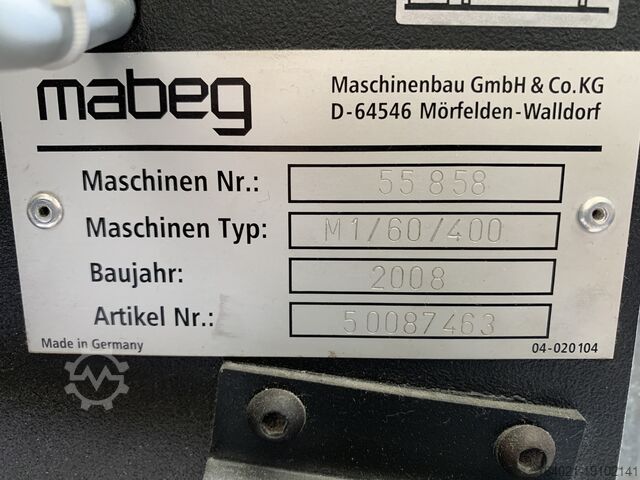 mabeg
Maschinenbau GmbH & Co.KG
D-64546 Mörfelden-Walldorf
Maschinen Nr.: 55 858
Maschinen Typ: M1/60/400
Baujahr: 2008
Artikel Nr.: 50087463
Made in Germany
04-020104